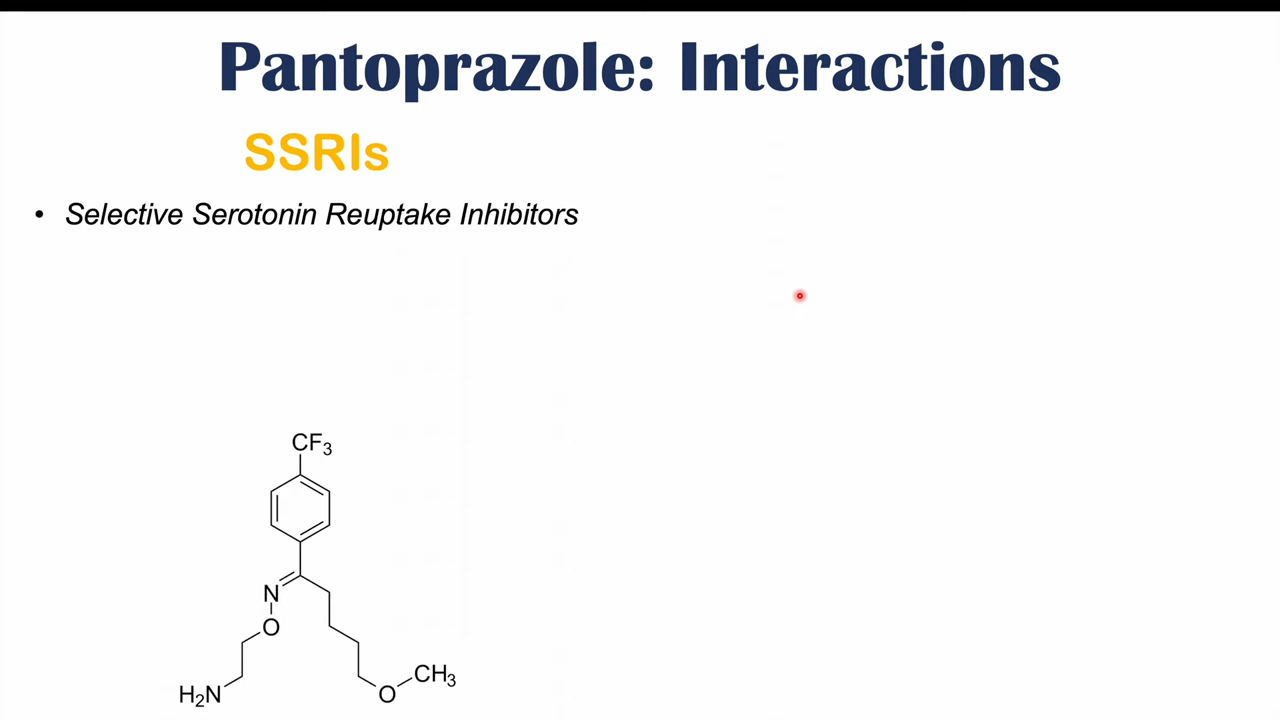 Pantoprazole: Interactions
SSRIs
• Selective Serotonin Reuptake Inhibitors
CF3
N
O
H2N
O
CH3